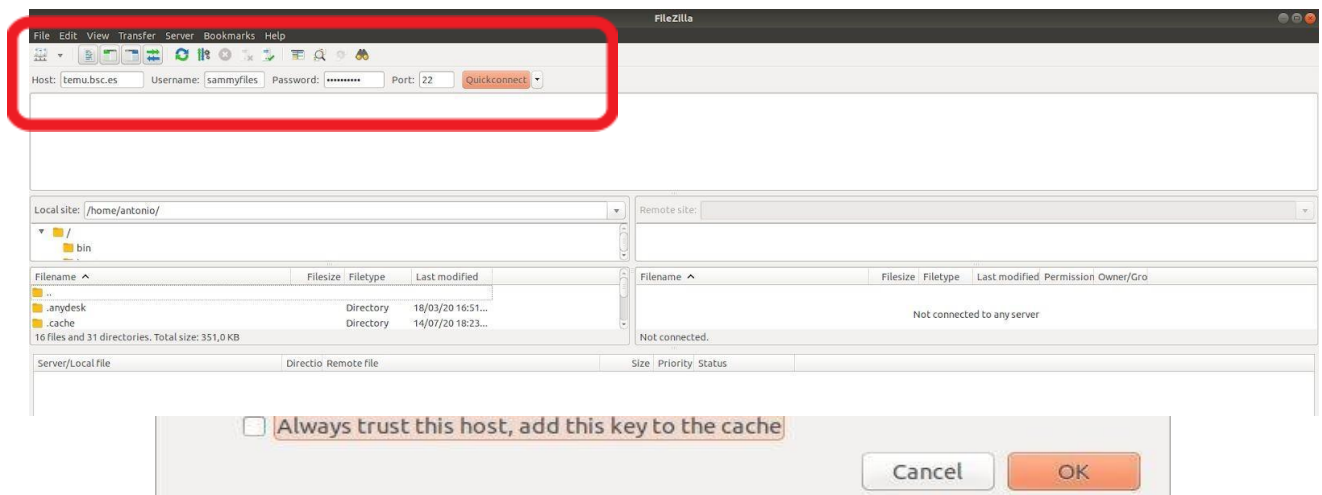 FileZilla
File Edit View Transfer Server Bookmarks Help
Host: temu.bsc.es Username: sammyfiles Password: •••••••••• Port: 22 Quickconnect
Local site: /home/antonio/ Remote site:
/
bin
Filename Filesize Filetype Last modified Filename Filesize Filetype Last modified Permission Owner/Gro
..
.anydesk Directory 18/03/20 16:51...
.cache Directory 14/07/20 18:23...
Not connected to any server
16 files and 31 directories. Total size: 351,0 KB Not connected.
Server/Local file Directio Remote file Size Priority Status
Always trust this host, add this key to the cache
Cancel OK